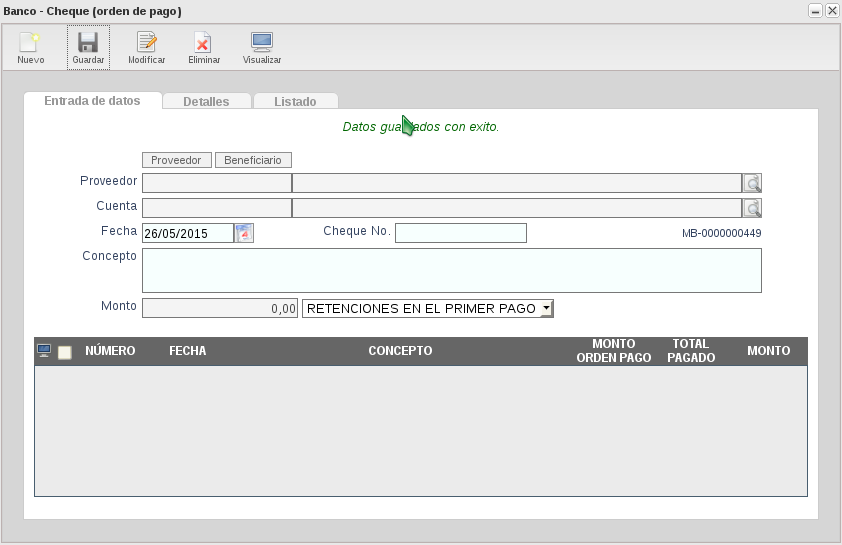 Banco - Cheque (orden de pago)
Nuevo Guardar Modificar Eliminar Visualizar
Entrada de datos Detalles Listado
Datos guardados con exito.
Proveedor Beneficiario
Proveedor
Cuenta
Fecha 26/05/2015 Cheque No. MB-0000000449
Concepto
Monto 0,00 RETENCIONES EN EL PRIMER PAGO
NÚMERO FECHA CONCEPTO MONTO ORDEN PAGO TOTAL PAGADO MONTO